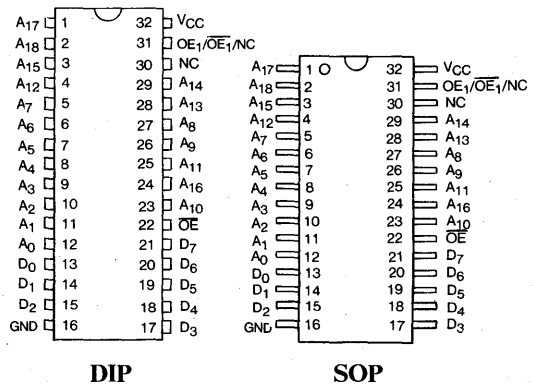 A₁₇ 1 32 V_CC
A₁₈ 2 31 OE₁/O̅E̅₁/NC
A₁₅ 3 30 NC
A₁₂ 4 29 A₁₄
A₇ 5 28 A₁₃
A₆ 6 27 A₈
A₅ 7 26 A₉
A₄ 8 25 A₁₁
A₃ 9 24 A₁₆
A₂ 10 23 A₁₀
A₁ 11 22 O̅E̅
A₀ 12 21 D₇
D₀ 13 20 D₆
D₁ 14 19 D₅
D₂ 15 18 D₄
GND 16 17 D₃
DIP
A₁₇ 1 32 V_CC
A₁₈ 2 31 OE₁/O̅E̅₁/NC
A₁₅ 3 30 NC
A₁₂ 4 29 A₁₄
A₇ 5 28 A₁₃
A₆ 6 27 A₈
A₅ 7 26 A₉
A₄ 8 25 A₁₁
A₃ 9 24 A₁₆
A₂ 10 23 A₁₀
A₁ 11 22 O̅E̅
A₀ 12 21 D₇
D₀ 13 20 D₆
D₁ 14 19 D₅
D₂ 15 18 D₄
GND 16 17 D₃
SOP